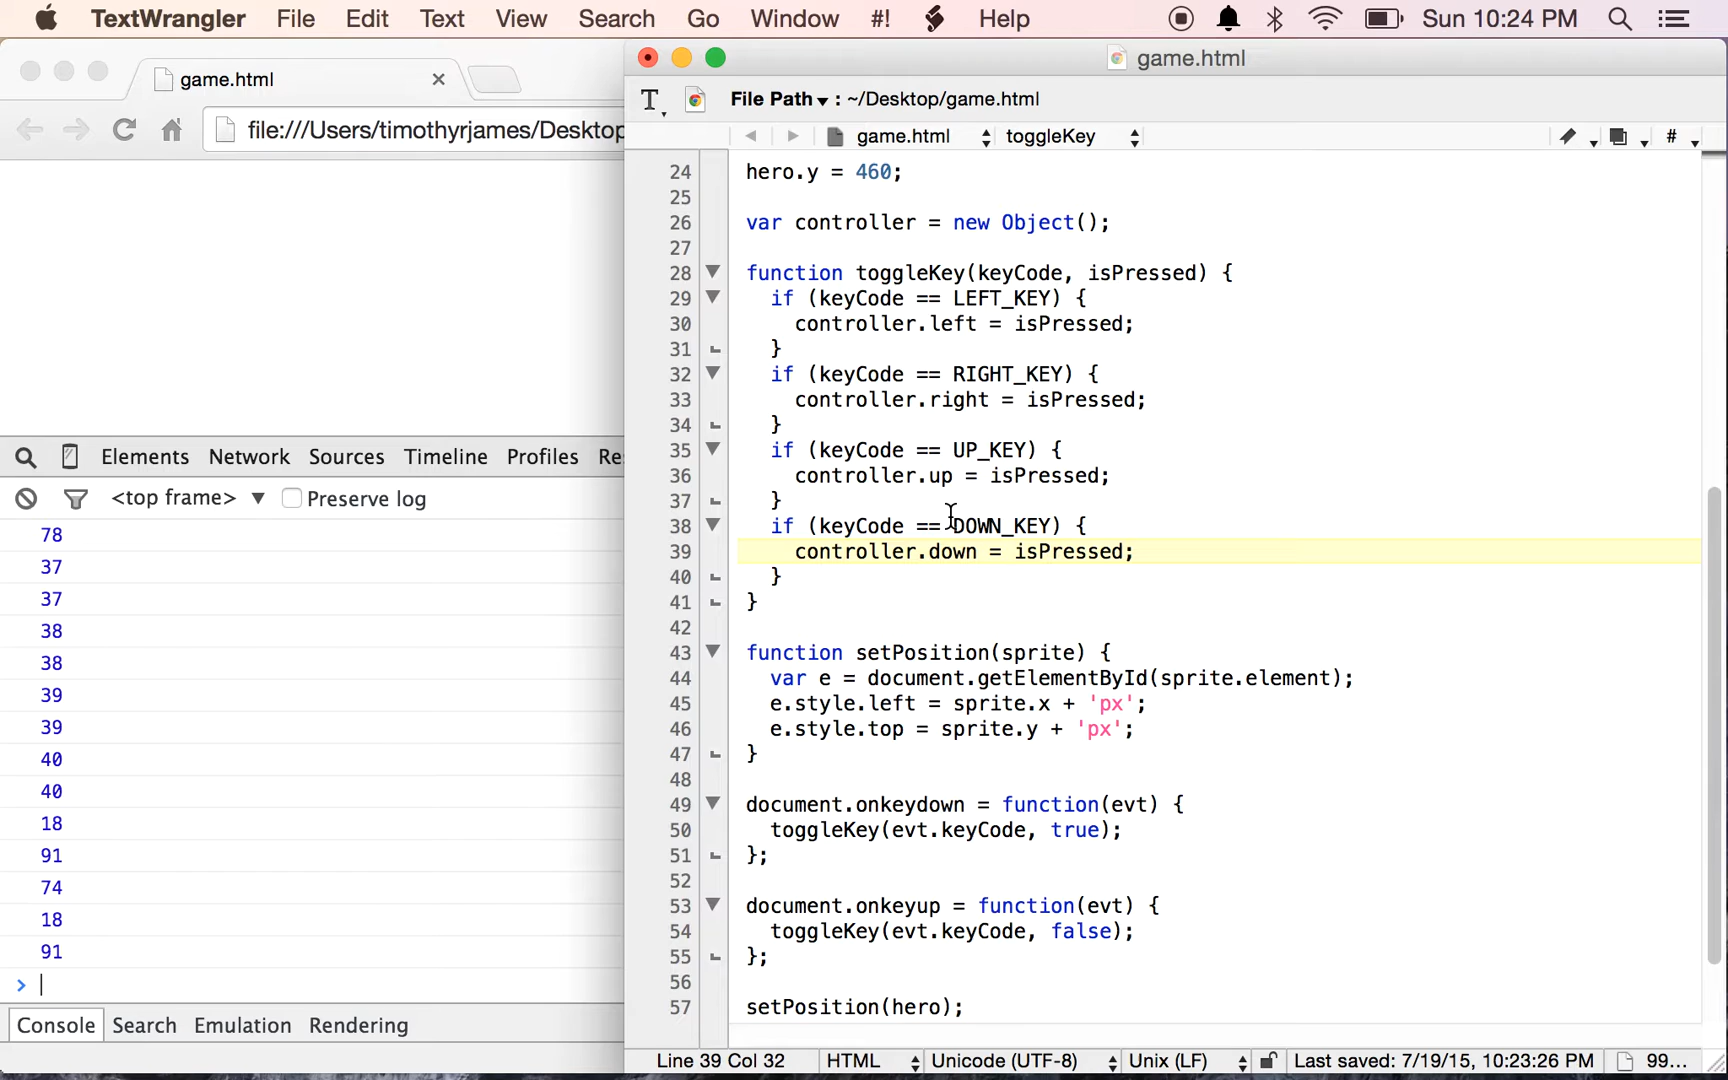 TextWrangler File Edit Text View Search Go Window #! Help Sun 10:24 PM
game.html
file:///Users/timothyrjames/Desktop
Elements Network Sources Timeline Profiles Re
<top frame> Preserve log
78
37
37
38
38
39
39
40
40
18
91
74
18
91
>
Console Search Emulation Rendering
game.html
File Path : ~/Desktop/game.html
game.html toggleKey #
24 hero.y = 460;
25
26 var controller = new Object();
27
28 function toggleKey(keyCode, isPressed) {
29 if (keyCode == LEFT_KEY) {
30 controller.left = isPressed;
31 }
32 if (keyCode == RIGHT_KEY) {
33 controller.right = isPressed;
34 }
35 if (keyCode == UP_KEY) {
36 controller.up = isPressed;
37 }
38 if (keyCode == DOWN_KEY) {
39 controller.down = isPressed;
40 }
41 }
42
43 function setPosition(sprite) {
44 var e = document.getElementById(sprite.element);
45 e.style.left = sprite.x + 'px';
46 e.style.top = sprite.y + 'px';
47 }
48
49 document.onkeydown = function(evt) {
50 toggleKey(evt.keyCode, true);
51 };
52
53 document.onkeyup = function(evt) {
54 toggleKey(evt.keyCode, false);
55 };
56
57 setPosition(hero);
Line 39 Col 32 HTML Unicode (UTF-8) Unix (LF) Last saved: 7/19/15, 10:23:26 PM 99...